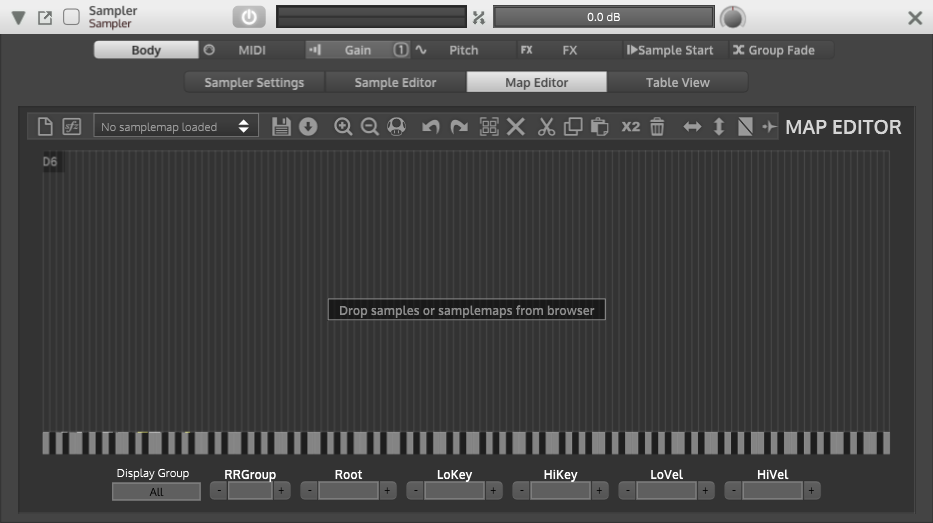 Sampler
Sampler
0.0 dB
Body MIDI Gain 1 Pitch FX FX Sample Start Group Fade
Sampler Settings Sample Editor Map Editor Table View
sfz No samplemap loaded X2 MAP EDITOR
D6
Drop samples or samplemaps from browser
Display Group RRGroup Root LoKey HiKey LoVel HiVel
All - + - + - + - + - + - +